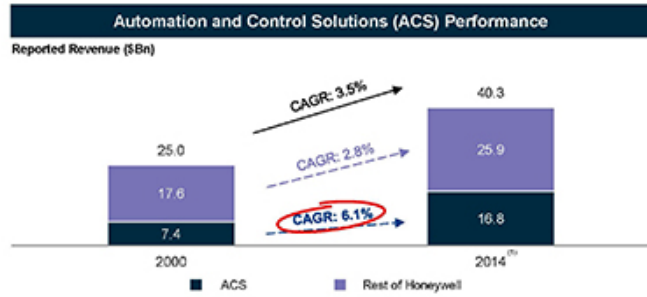 Automation and Control Solutions (ACS) Performance
Reported Revenue ($Bn)
CAGR: 3.5%
40.3
25.0
CAGR: 2.8%
25.9
17.6
CAGR: 6.1%
16.8
7.4
2000
2014 (1)
ACS
Rest of Honeywell